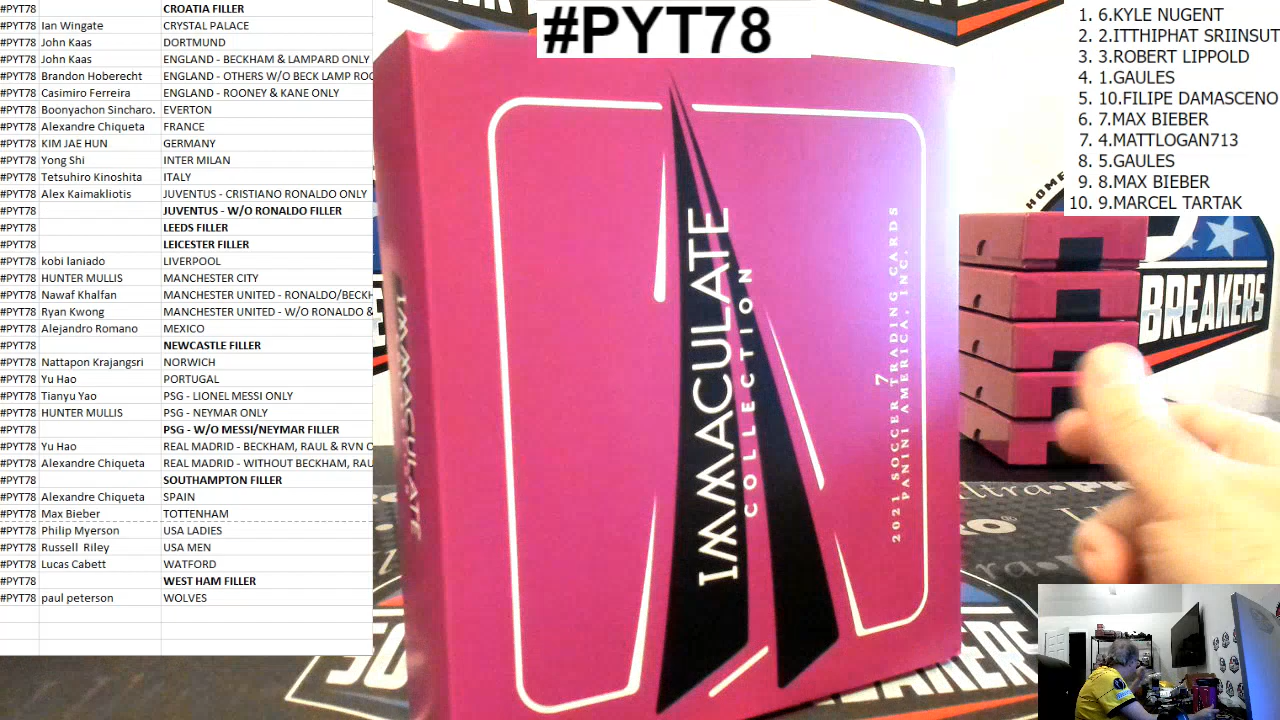 #PYT78 CROATIA FILLER
#PYT78 Ian Wingate CRYSTAL PALACE
#PYT78 John Kaas DORTMUND
#PYT78 John Kaas ENGLAND - BECKHAM & LAMPARD ONLY
#PYT78 Brandon Hoberecht ENGLAND - OTHERS W/O BECK LAMP ROO
#PYT78 Casimiro Ferreira ENGLAND - ROONEY & KANE ONLY
#PYT78 Boonyachon Sincharo. EVERTON
#PYT78 Alexandre Chiqueta FRANCE
#PYT78 KIM JAE HUN GERMANY
#PYT78 Yong Shi INTER MILAN
#PYT78 Tetsuhiro Kinoshita ITALY
#PYT78 Alex Kaimakliotis JUVENTUS - CRISTIANO RONALDO ONLY
#PYT78 JUVENTUS - W/O RONALDO FILLER
#PYT78 LEEDS FILLER
#PYT78 LEICESTER FILLER
#PYT78 kobi laniado LIVERPOOL
#PYT78 HUNTER MULLIS MANCHESTER CITY
#PYT78 Nawaf Khalfan MANCHESTER UNITED - RONALDO/BECKH
#PYT78 Ryan Kwong MANCHESTER UNITED - W/O RONALDO &
#PYT78 Alejandro Romano MEXICO
#PYT78 NEWCASTLE FILLER
#PYT78 Nattapon Krajangsri NORWICH
#PYT78 Yu Hao PORTUGAL
#PYT78 Tianyu Yao PSG - LIONEL MESSI ONLY
#PYT78 HUNTER MULLIS PSG - NEYMAR ONLY
#PYT78 PSG - W/O MESSI/NEYMAR FILLER
#PYT78 Yu Hao REAL MADRID - BECKHAM, RAUL & RVN O
#PYT78 Alexandre Chiqueta REAL MADRID - WITHOUT BECKHAM, RAU
#PYT78 SOUTHAMPTON FILLER
#PYT78 Alexandre Chiqueta SPAIN
#PYT78 Max Bieber TOTTENHAM
#PYT78 Philip Myerson USA LADIES
#PYT78 Russell Riley USA MEN
#PYT78 Lucas Cabett WATFORD
#PYT78 WEST HAM FILLER
#PYT78 paul peterson WOLVES
#PYT78
IMMACULATE
COLLECTION
2021 SOCCER TRADING CARDS
7 PANINI AMERICA, INC.
IMMACULATE
1. 6.KYLE NUGENT
2. 2.ITTHIPHAT SRIINSUT
3. 3.ROBERT LIPPOLD
4. 1.GAULES
5. 10.FILIPE DAMASCENO
6. 7.MAX BIEBER
7. 4.MATTLOGAN713
8. 5.GAULES
9. 8.MAX BIEBER
10. 9.MARCEL TARTAK
HOME
BREAKERS